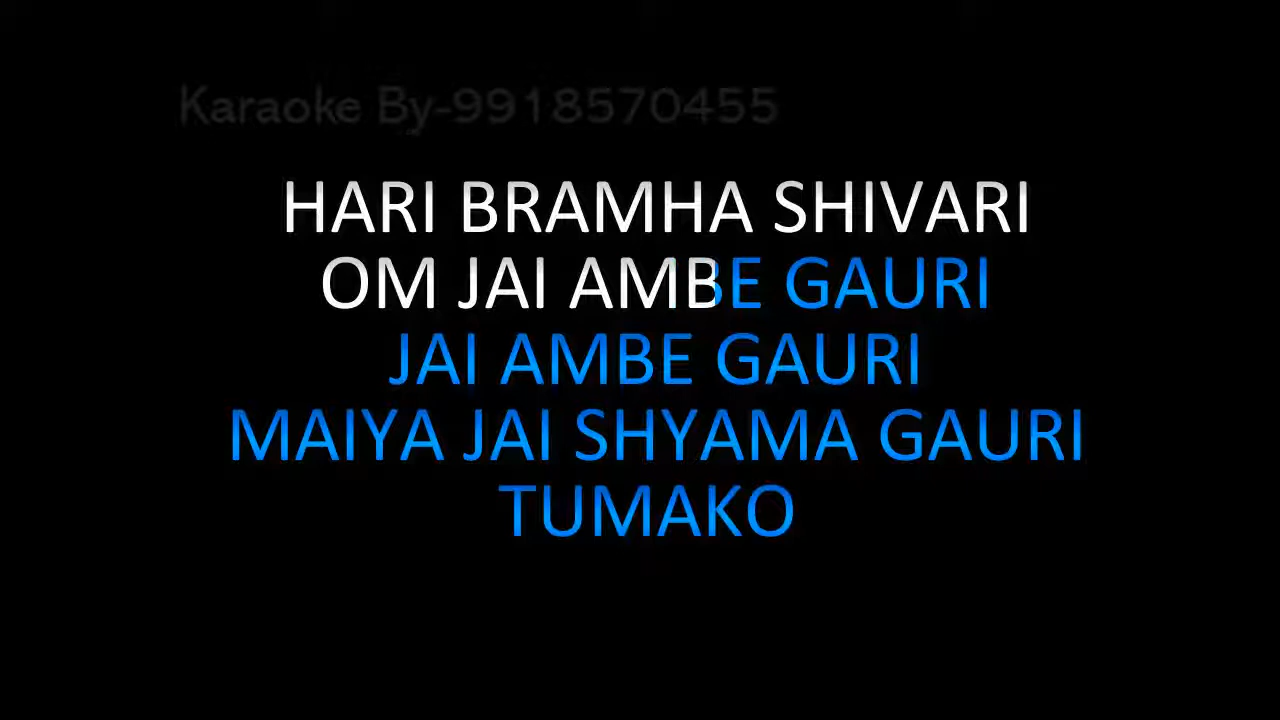 Karaoke By-9918570455
HARI BRAMHA SHIVARI
OM JAI AMBE GAURI
JAI AMBE GAURI
MAIYA JAI SHYAMA GAURI
TUMAKO